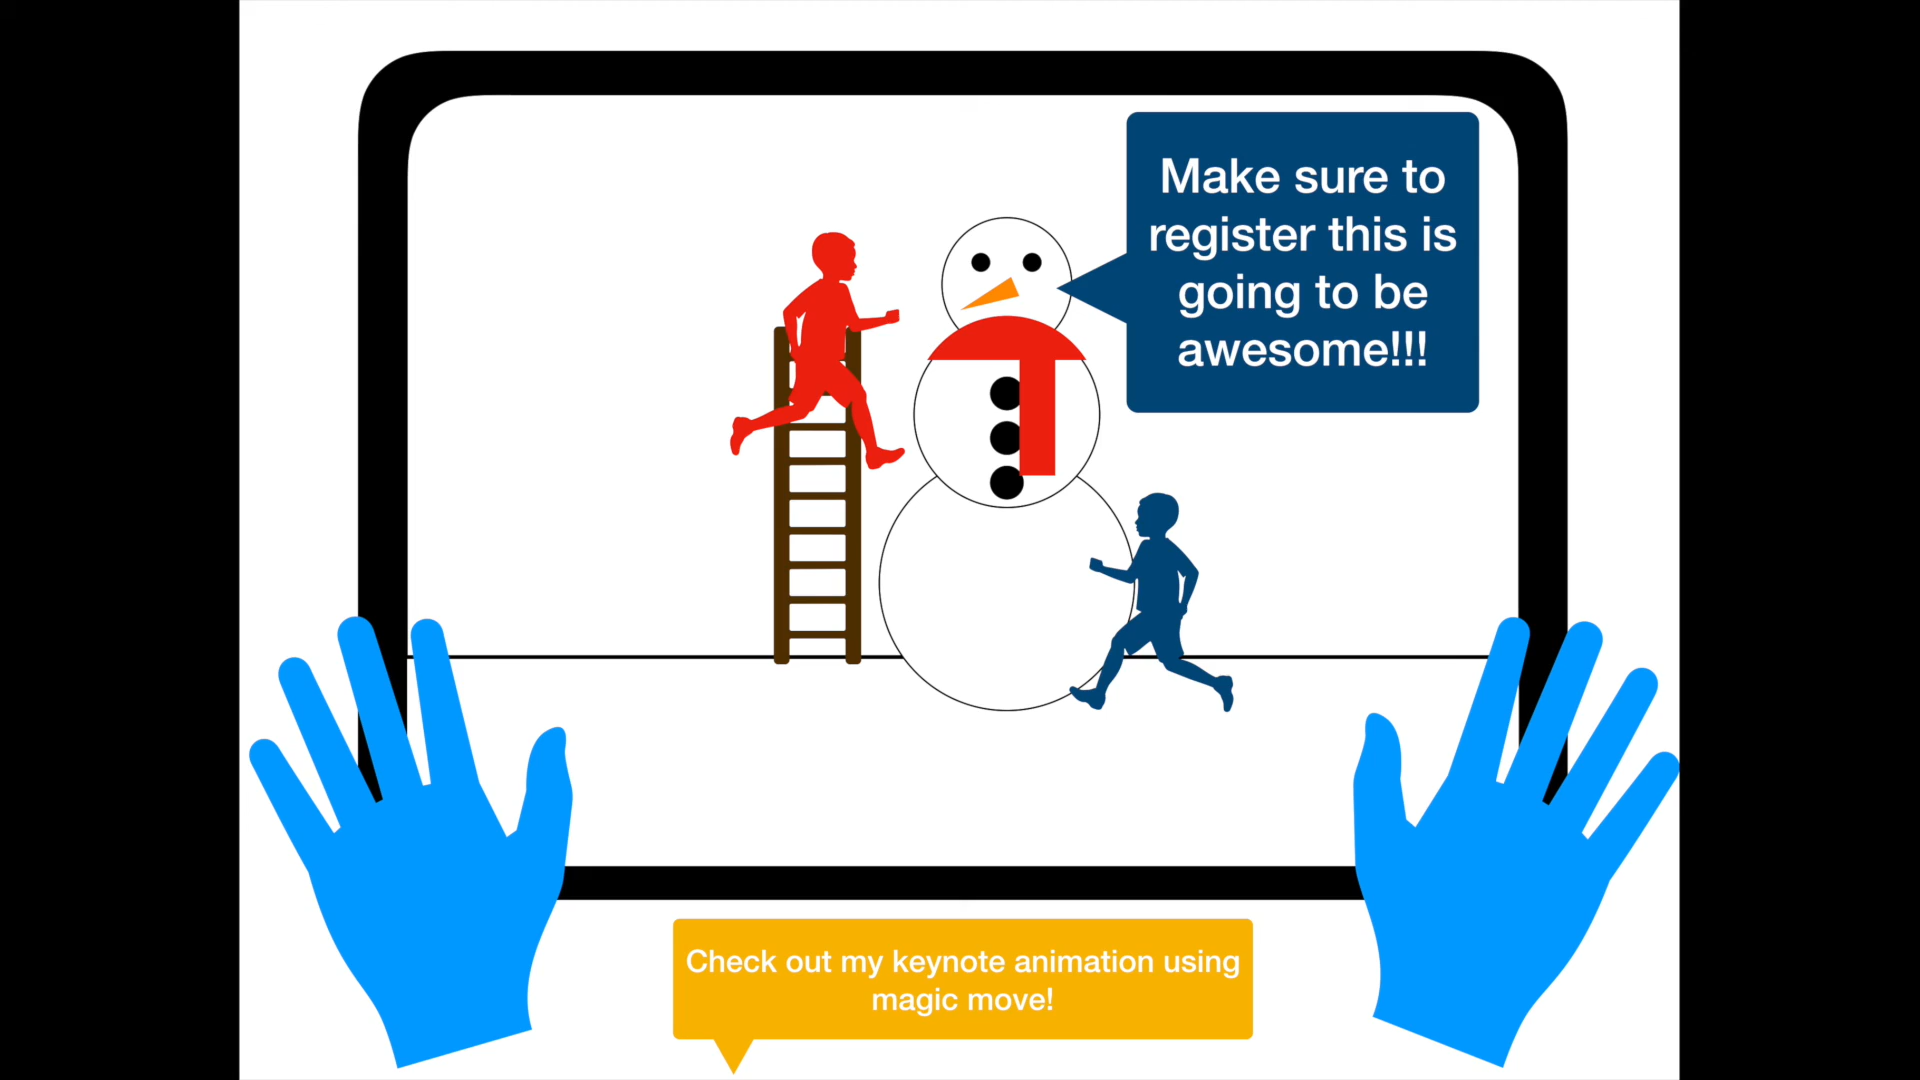 Make sure to
register this is
going to be
awesome!!!
Check out my keynote animation using
magic move!